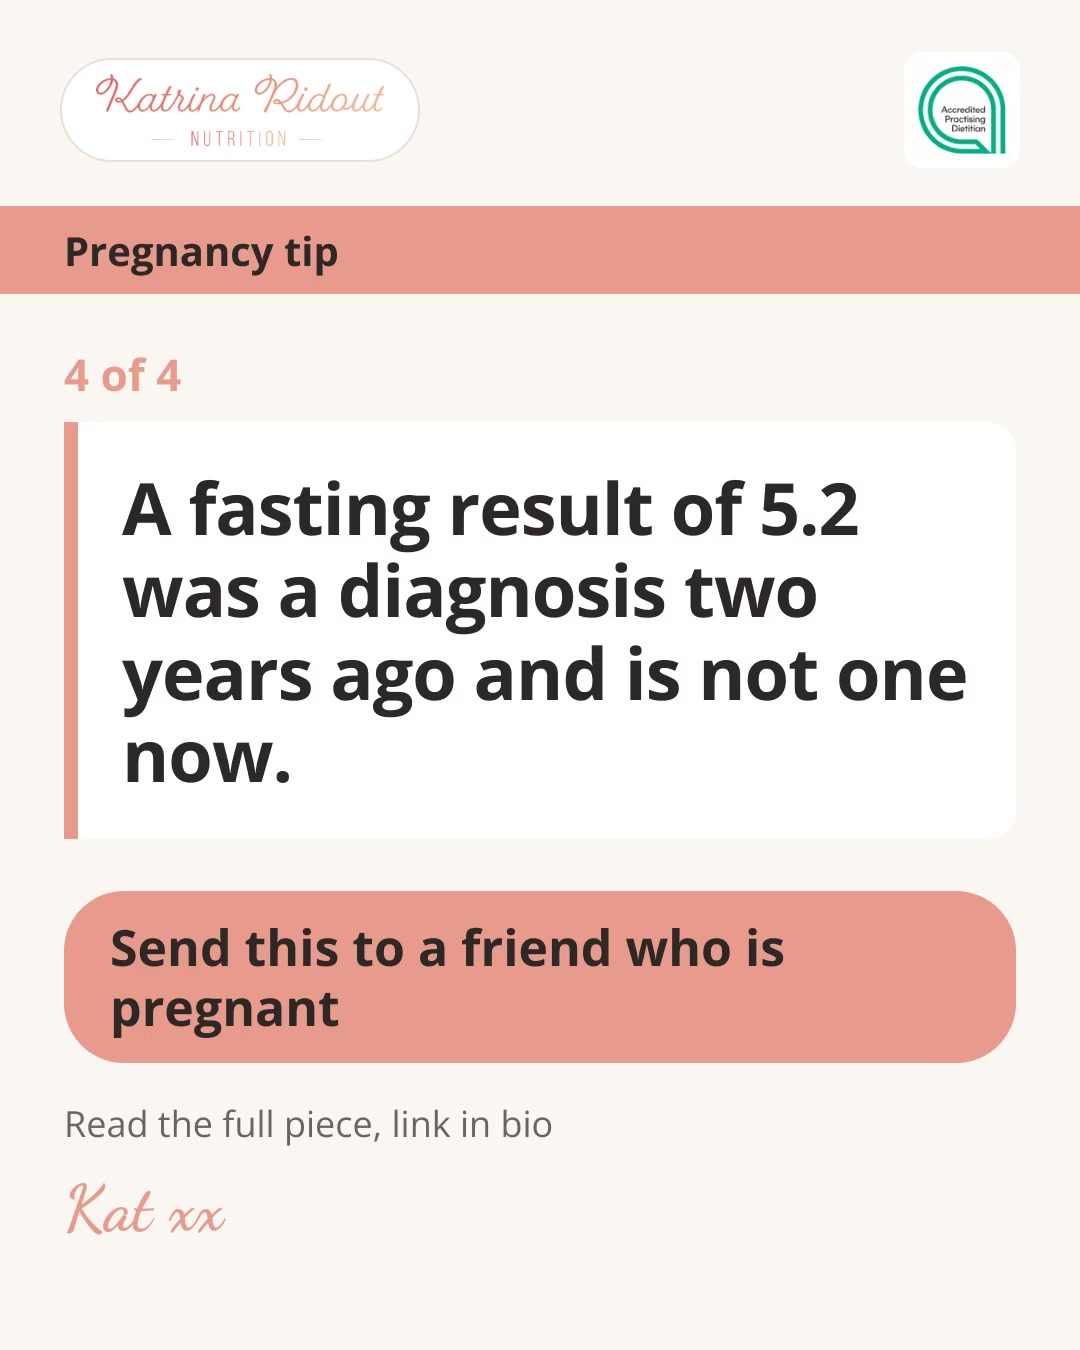 Katrina Ridout
NUTRITION
Accredited
Practising
Dietitian
Pregnancy tip
4 of 4
A fasting result of 5.2
was a diagnosis two
years ago and is not one
now.
Send this to a friend who is
pregnant
Read the full piece, link in bio
Kat xx